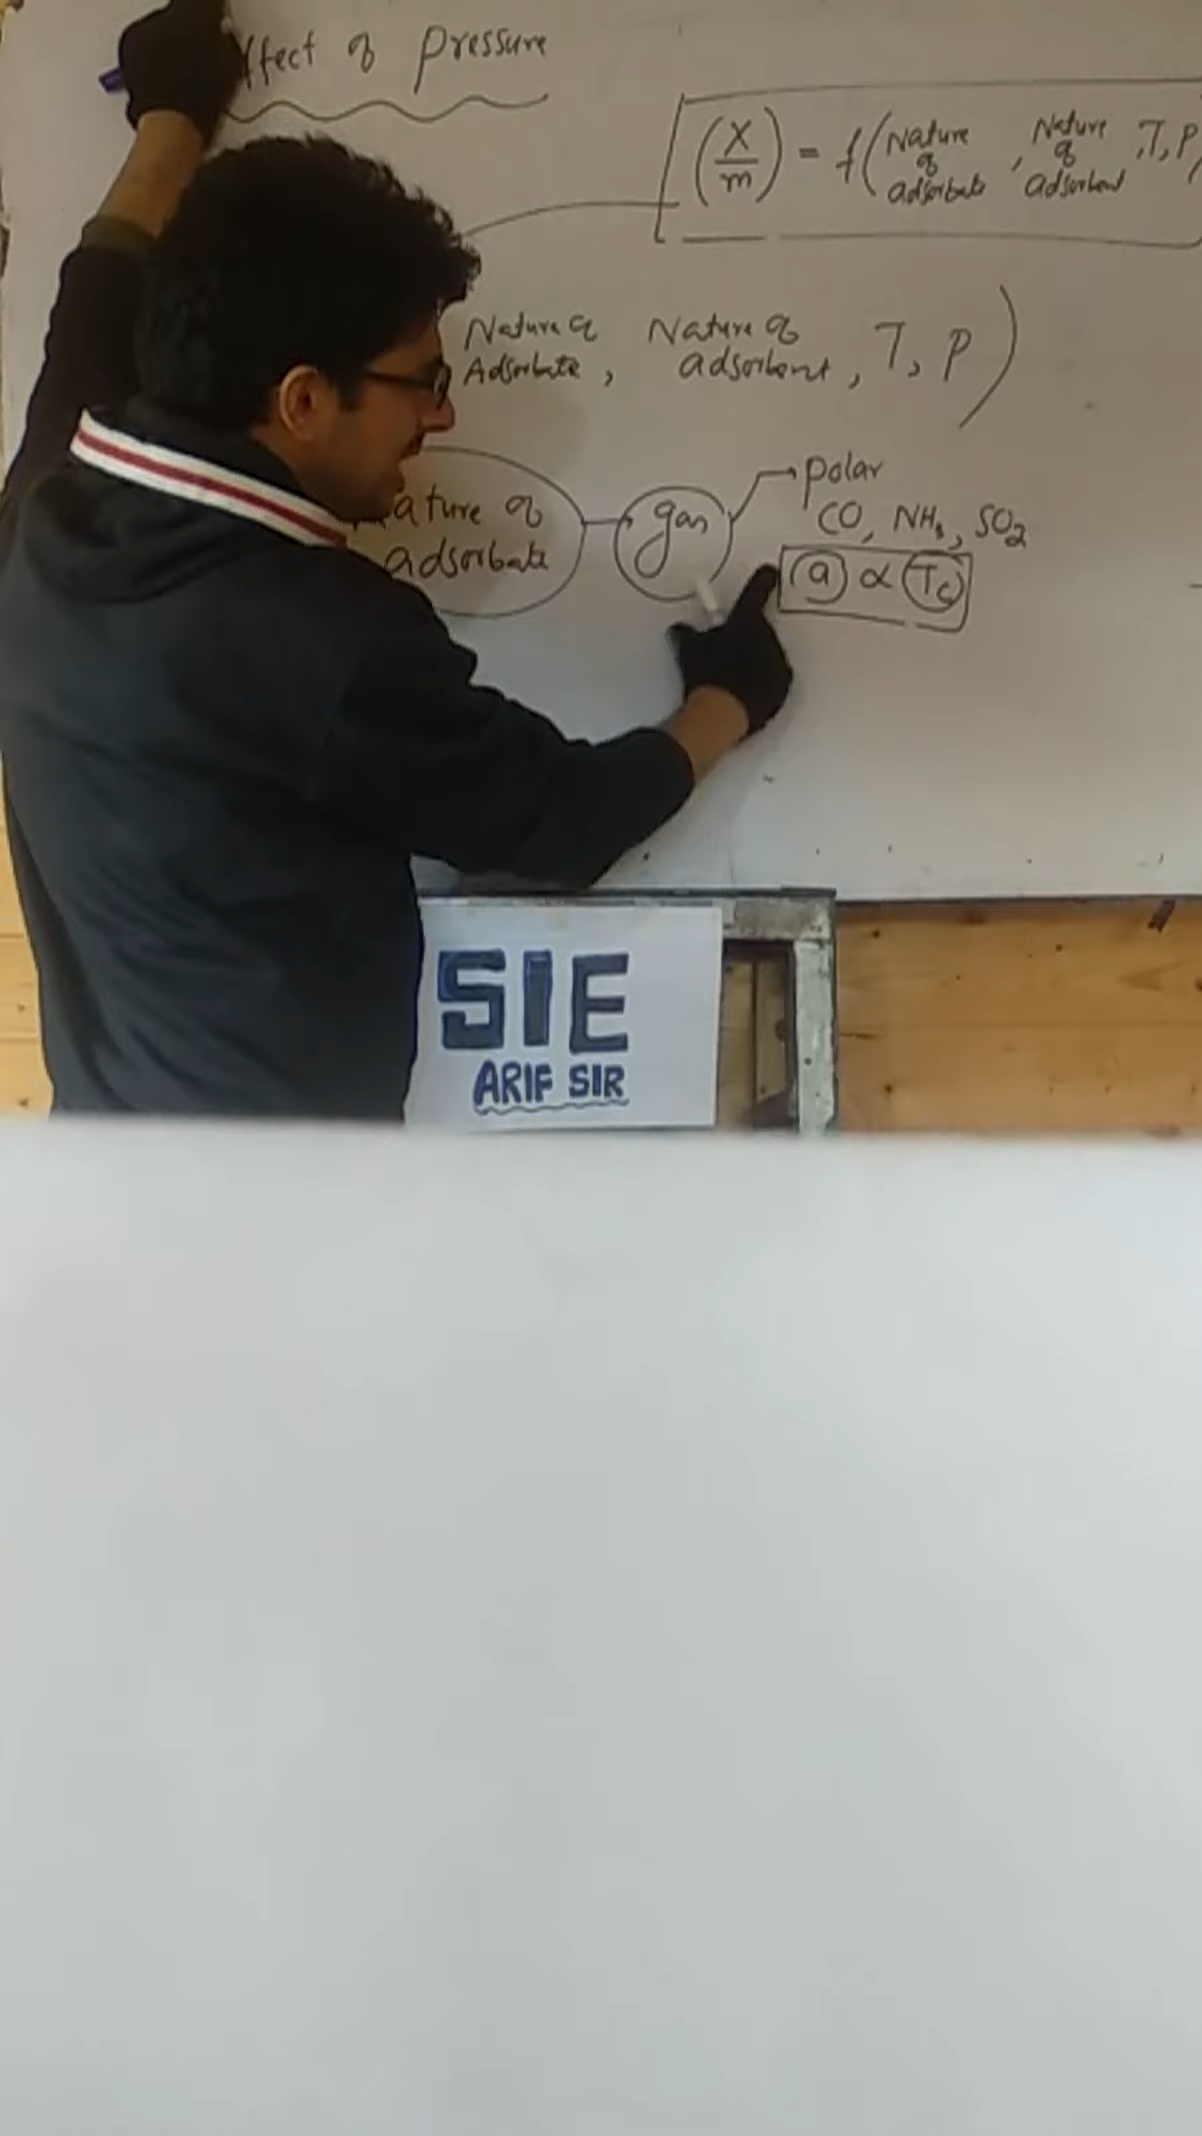 ffect of pressure
(X/m) = f(Nature of adsorbate, Nature of adsorbent, T, P
Nature of Adsorbate, Nature of adsorbent, T, P)
ature of
adsorbate
gas
polar
CO, NH₃, SO₂
a ∝ Tc
SIE
ARIF SIR